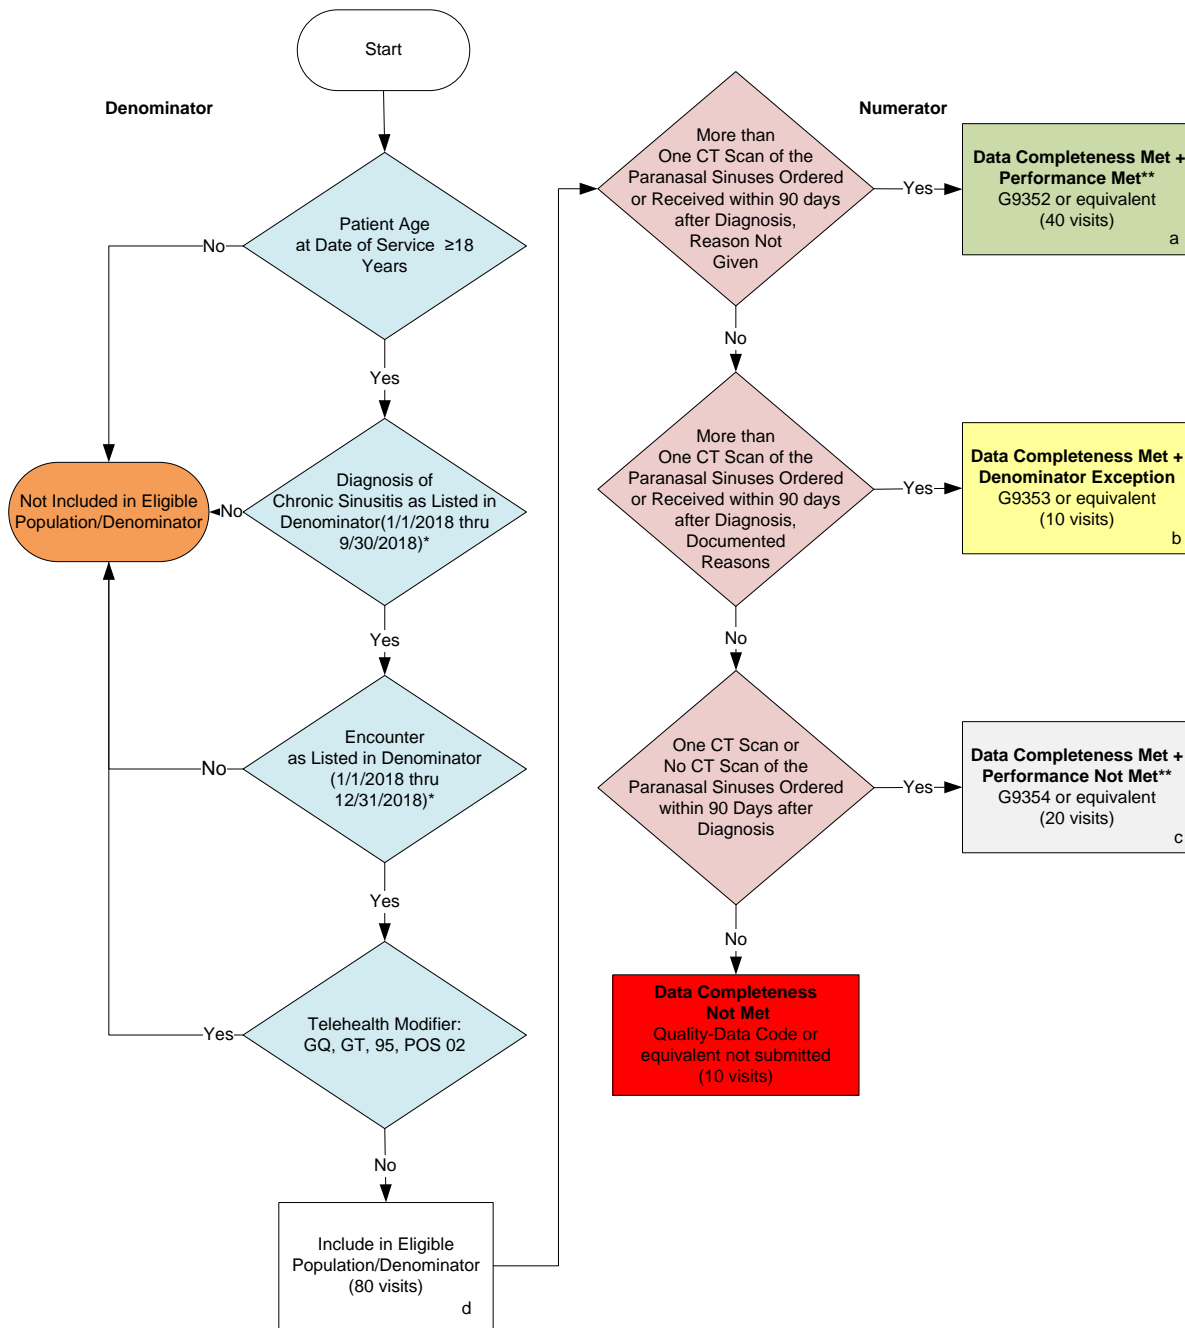 Start
Denominator
Patient Age
at Date of Service ≥18
Years
No
Yes
Diagnosis of
Chronic Sinusitis as Listed in
Denominator(1/1/2018 thru
9/30/2018)*
No
Not Included in Eligible
Population/Denominator
Yes
Encounter
as Listed in Denominator
(1/1/2018 thru
12/31/2018)*
No
Yes
Telehealth Modifier:
GQ, GT, 95, POS 02
Yes
No
Include in Eligible
Population/Denominator
(80 visits)
d
Numerator
More than
One CT Scan of the
Paranasal Sinuses Ordered
or Received within 90 days
after Diagnosis,
Reason Not
Given
Yes
Data Completeness Met +
Performance Met**
G9352 or equivalent
(40 visits)
a
No
More than
One CT Scan of the
Paranasal Sinuses Ordered
or Received within 90 days
after Diagnosis,
Documented
Reasons
Yes
Data Completeness Met +
Denominator Exception
G9353 or equivalent
(10 visits)
b
No
One CT Scan or
No CT Scan of the
Paranasal Sinuses Ordered
within 90 Days after
Diagnosis
Yes
Data Completeness Met +
Performance Not Met**
G9354 or equivalent
(20 visits)
c
No
Data Completeness
Not Met
Quality-Data Code or
equivalent not submitted
(10 visits)